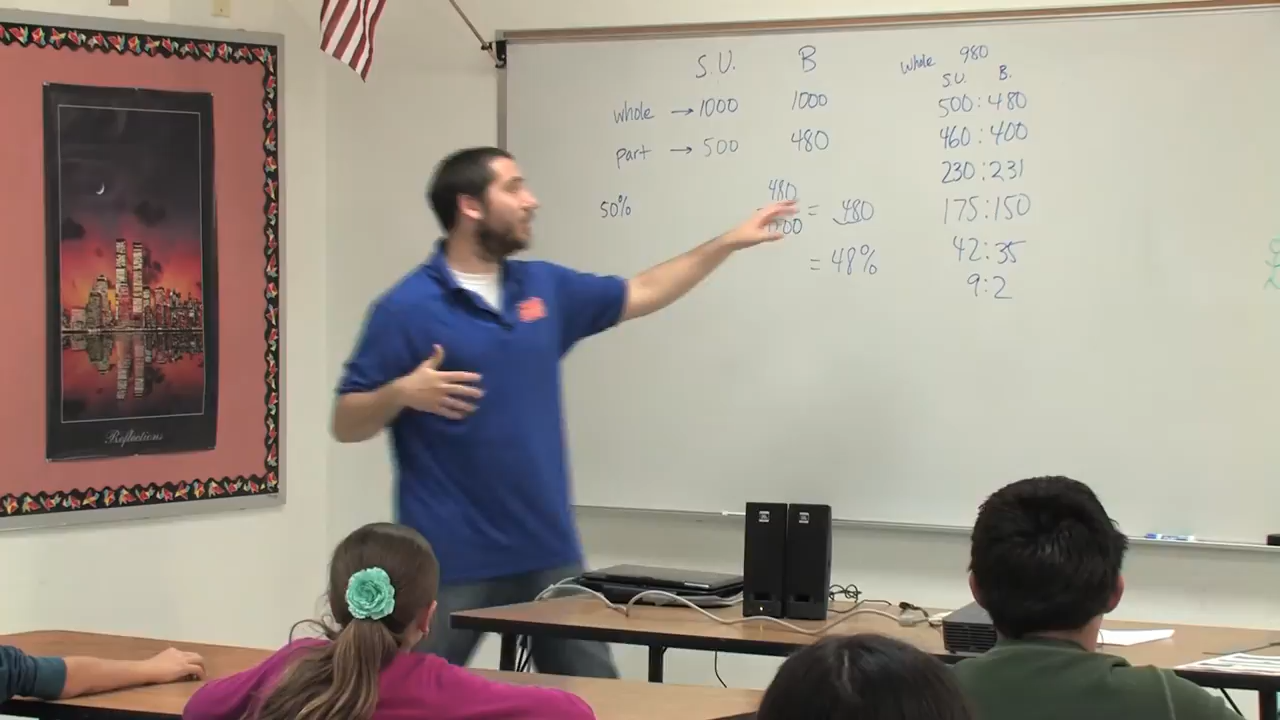 S.U. B
whole → 1000 1000
part → 500 480
50%
480
= .480
= 48%
whole 980
S.U. B.
500:480
460:400
230:231
175:150
42:35
9:2
Reflections